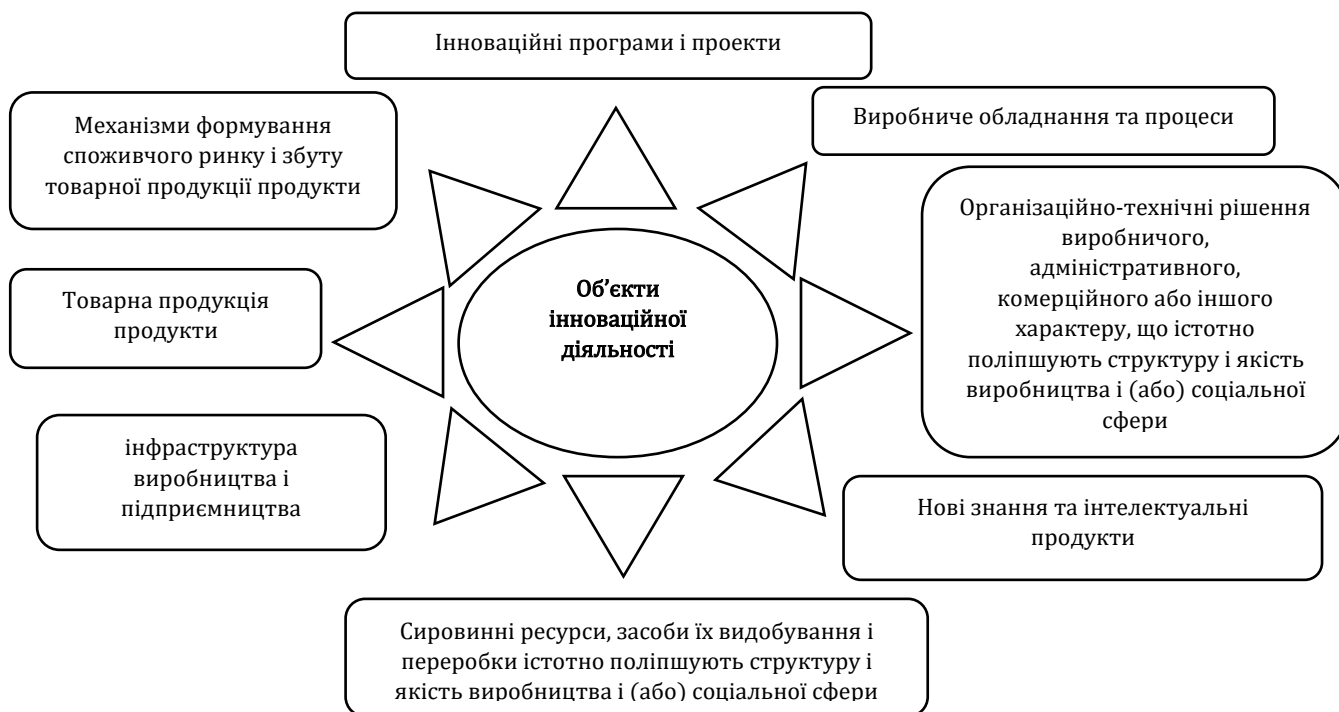 Інноваційні програми і проекти
Механізми формування
споживчого ринку і збуту
товарної продукції продукти
Виробниче обладнання та процеси
Організаційно-технічні рішення
виробничого,
адміністративного,
комерційного або іншого
характеру, що істотно
поліпшують структуру і якість
виробництва і (або) соціальної
сфери
Об’єкти
інноваційної
діяльності
Товарна продукція
продукти
інфраструктура
виробництва і
підприємництва
Нові знання та інтелектуальні
продукти
Сировинні ресурси, засоби їх видобування і
переробки істотно поліпшують структуру і
якість виробництва і (або) соціальної сфери